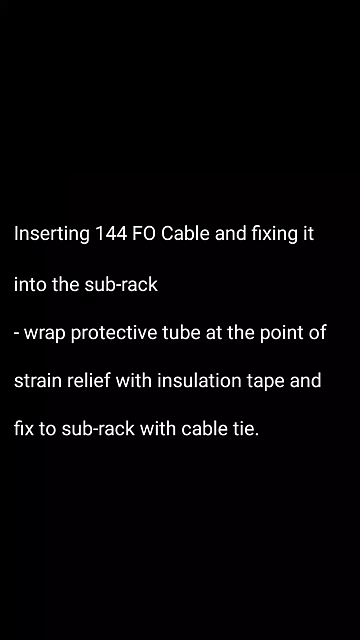 Inserting 144 FO Cable and fixing it
into the sub-rack
- wrap protective tube at the point of
strain relief with insulation tape and
fix to sub-rack with cable tie.